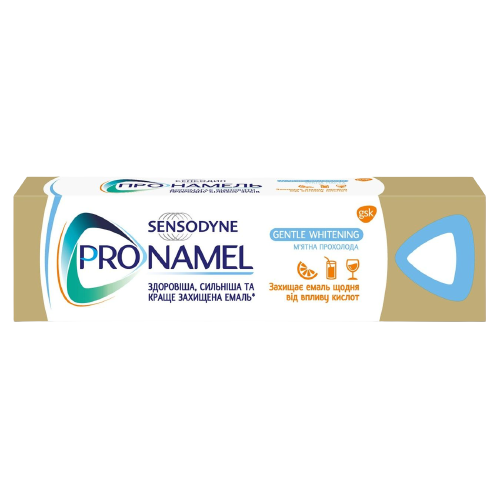 СЕНСОДИН
ПРОНАМЕЛЬ
SENSODYNE
PRONAMEL
ЗДОРОВІША, СИЛЬНІША ТА
КРАЩЕ ЗАХИЩЕНА ЕМАЛЬ*
gsk
GENTLE WHITENING
М'ЯТНА ПРОХОЛОДА
Захищає емаль щодня
від впливу кислот